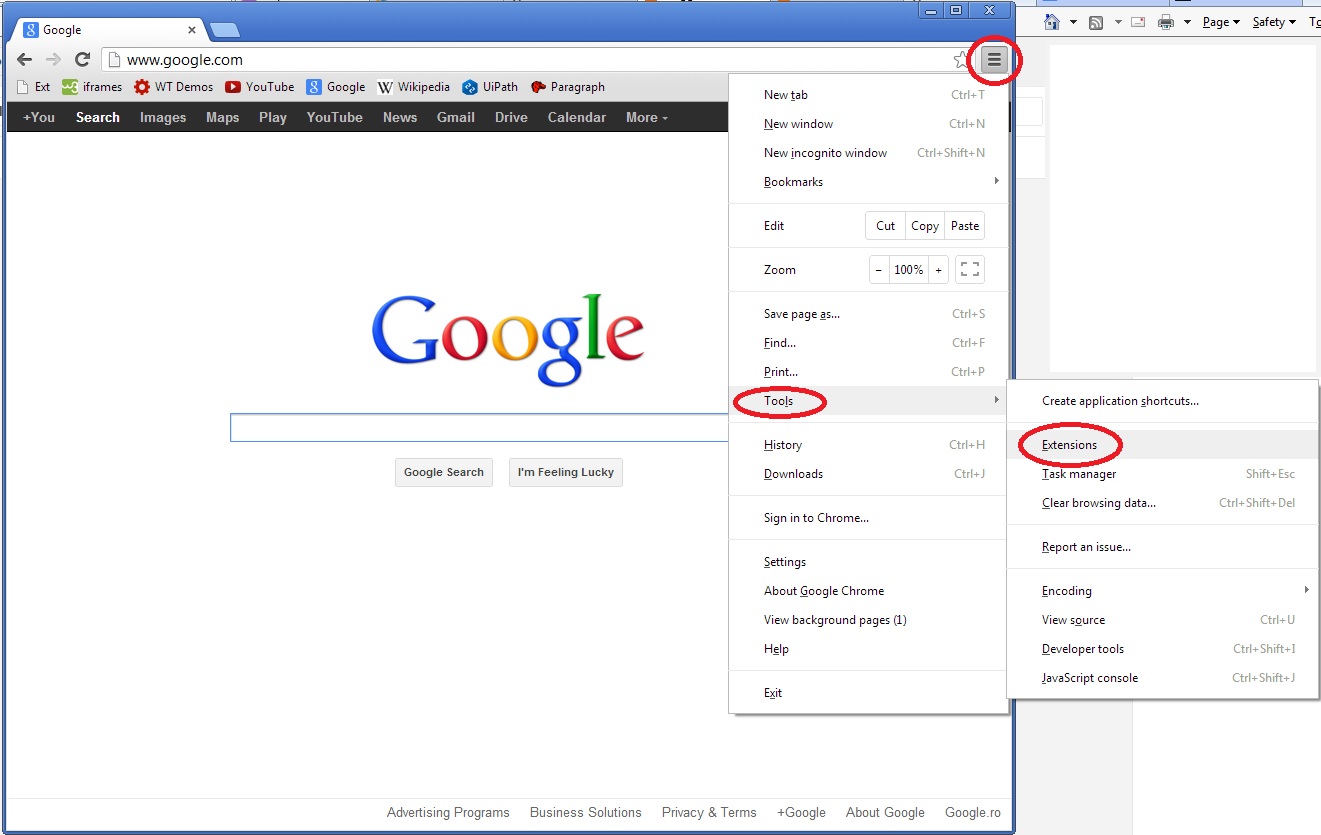 Google
www.google.com
Page Safety
Ext iframes WT Demos YouTube Google Wikipedia UiPath Paragraph
+You Search Images Maps Play YouTube News Gmail Drive Calendar More
Google
Google Search I'm Feeling Lucky
Advertising Programs Business Solutions Privacy & Terms +Google About Google Google.ro
New tab Ctrl+T
New window Ctrl+N
New incognito window Ctrl+Shift+N
Bookmarks
Edit Cut Copy Paste
Zoom − 100% +
Save page as... Ctrl+S
Find... Ctrl+F
Print... Ctrl+P
Tools
History Ctrl+H
Downloads Ctrl+J
Sign in to Chrome...
Settings
About Google Chrome
View background pages (1)
Help
Exit
Create application shortcuts...
Extensions
Task manager Shift+Esc
Clear browsing data... Ctrl+Shift+Del
Report an issue...
Encoding
View source Ctrl+U
Developer tools Ctrl+Shift+I
JavaScript console Ctrl+Shift+J